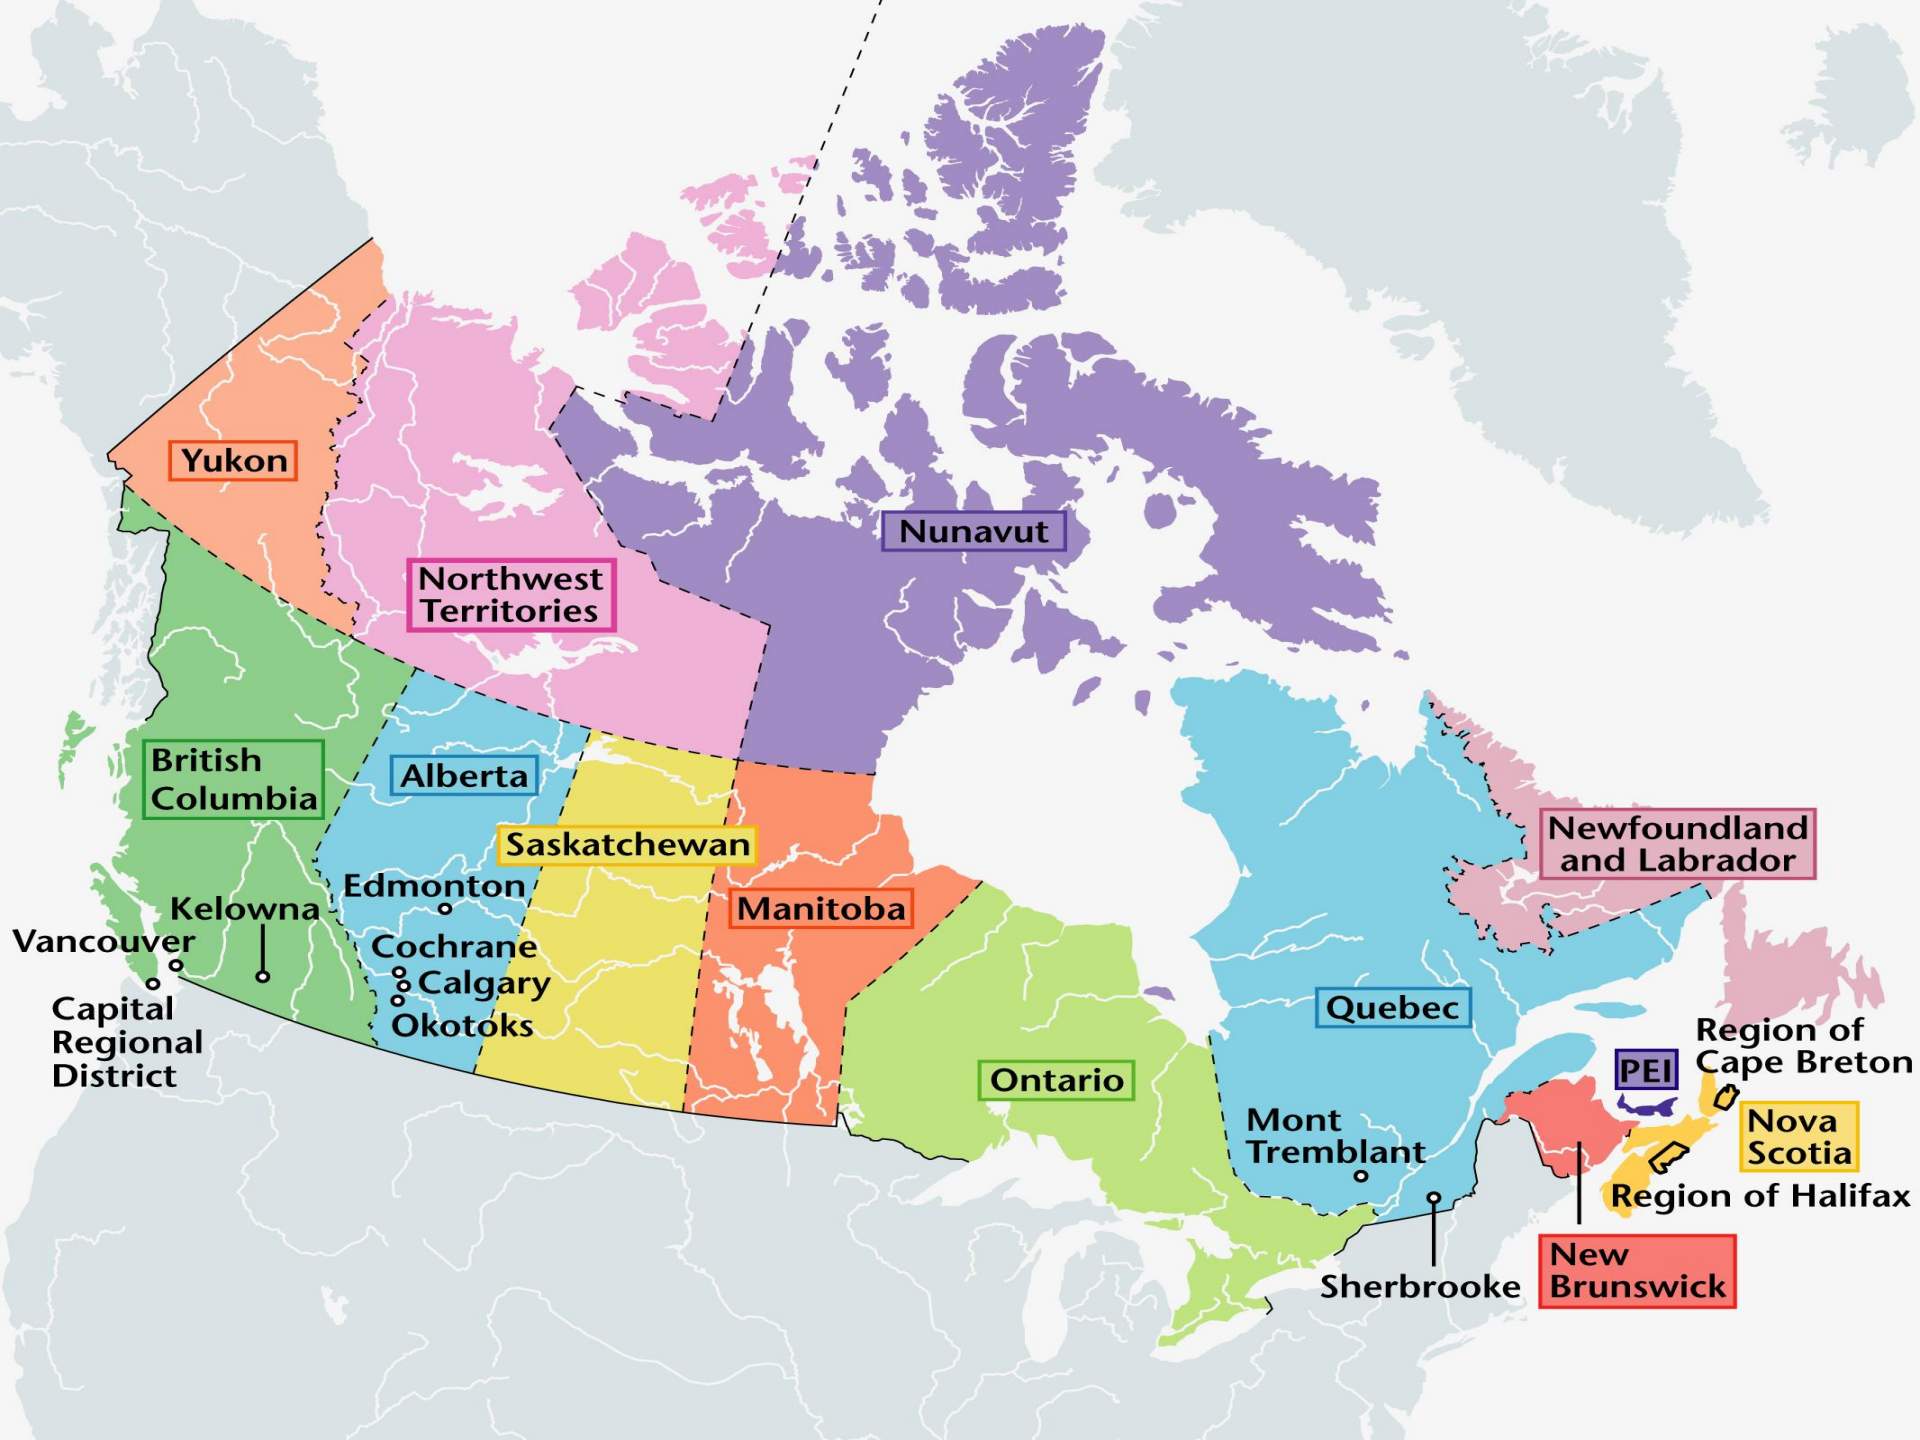 Yukon
Northwest
Territories
Nunavut
British
Columbia
Alberta
Saskatchewan
Manitoba
Edmonton
Kelowna
Vancouver
Cochrane
Calgary
Okotoks
Capital
Regional
District
Ontario
Quebec
Newfoundland
and Labrador
Mont
Tremblant
Sherbrooke
PEI
Region of
Cape Breton
Nova
Scotia
Region of Halifax
New
Brunswick